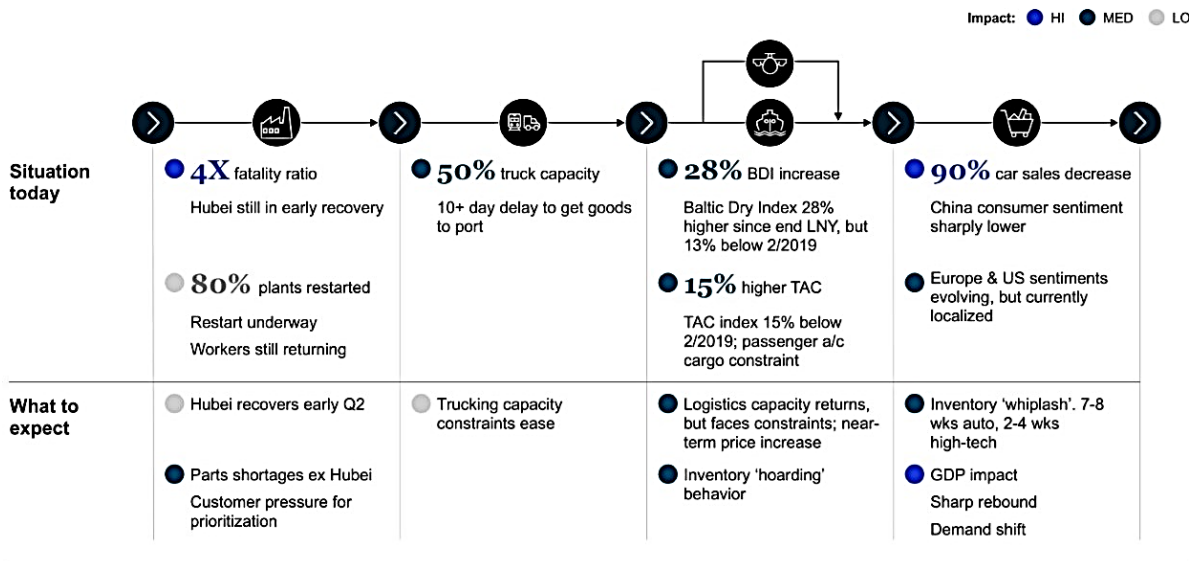 Impact: HI MED LO
Situation
today
4X fatality ratio
Hubei still in early recovery
80% plants restarted
Restart underway
Workers still returning
50% truck capacity
10+ day delay to get goods
to port
28% BDI increase
Baltic Dry Index 28%
higher since end LNY, but
13% below 2/2019
15% higher TAC
TAC index 15% below
2/2019; passenger a/c
cargo constraint
90% car sales decrease
China consumer sentiment
sharply lower
Europe & US sentiments
evolving, but currently
localized
What to
expect
Hubei recovers early Q2
Parts shortages ex Hubei
Customer pressure for
prioritization
Trucking capacity
constraints ease
Logistics capacity returns,
but faces constraints; near-
term price increase
Inventory ‘hoarding’
behavior
Inventory ‘whiplash’. 7-8
wks auto, 2-4 wks
high-tech
GDP impact
Sharp rebound
Demand shift